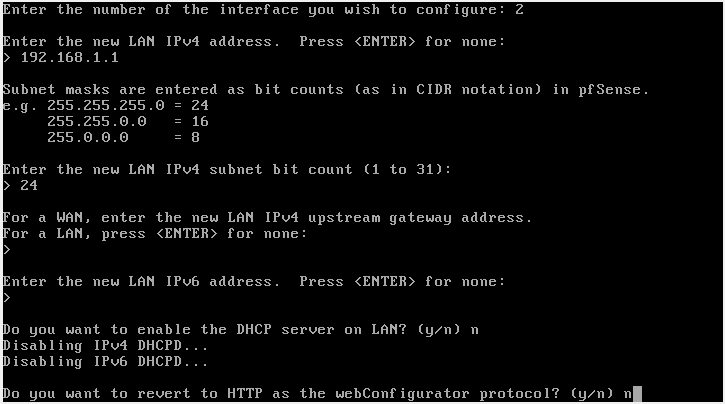 Enter the number of the interface you wish to configure: 2
Enter the new LAN IPv4 address.  Press <ENTER> for none:
> 192.168.1.1
Subnet masks are entered as bit counts (as in CIDR notation) in pfSense.
e.g. 255.255.255.0 = 24
     255.255.0.0   = 16
     255.0.0.0     = 8
Enter the new LAN IPv4 subnet bit count (1 to 31):
> 24
For a WAN, enter the new LAN IPv4 upstream gateway address.
For a LAN, press <ENTER> for none:
>
Enter the new LAN IPv6 address.  Press <ENTER> for none:
>
Do you want to enable the DHCP server on LAN? (y/n) n
Disabling IPv4 DHCPD...
Disabling IPv6 DHCPD...
Do you want to revert to HTTP as the webConfigurator protocol? (y/n) n